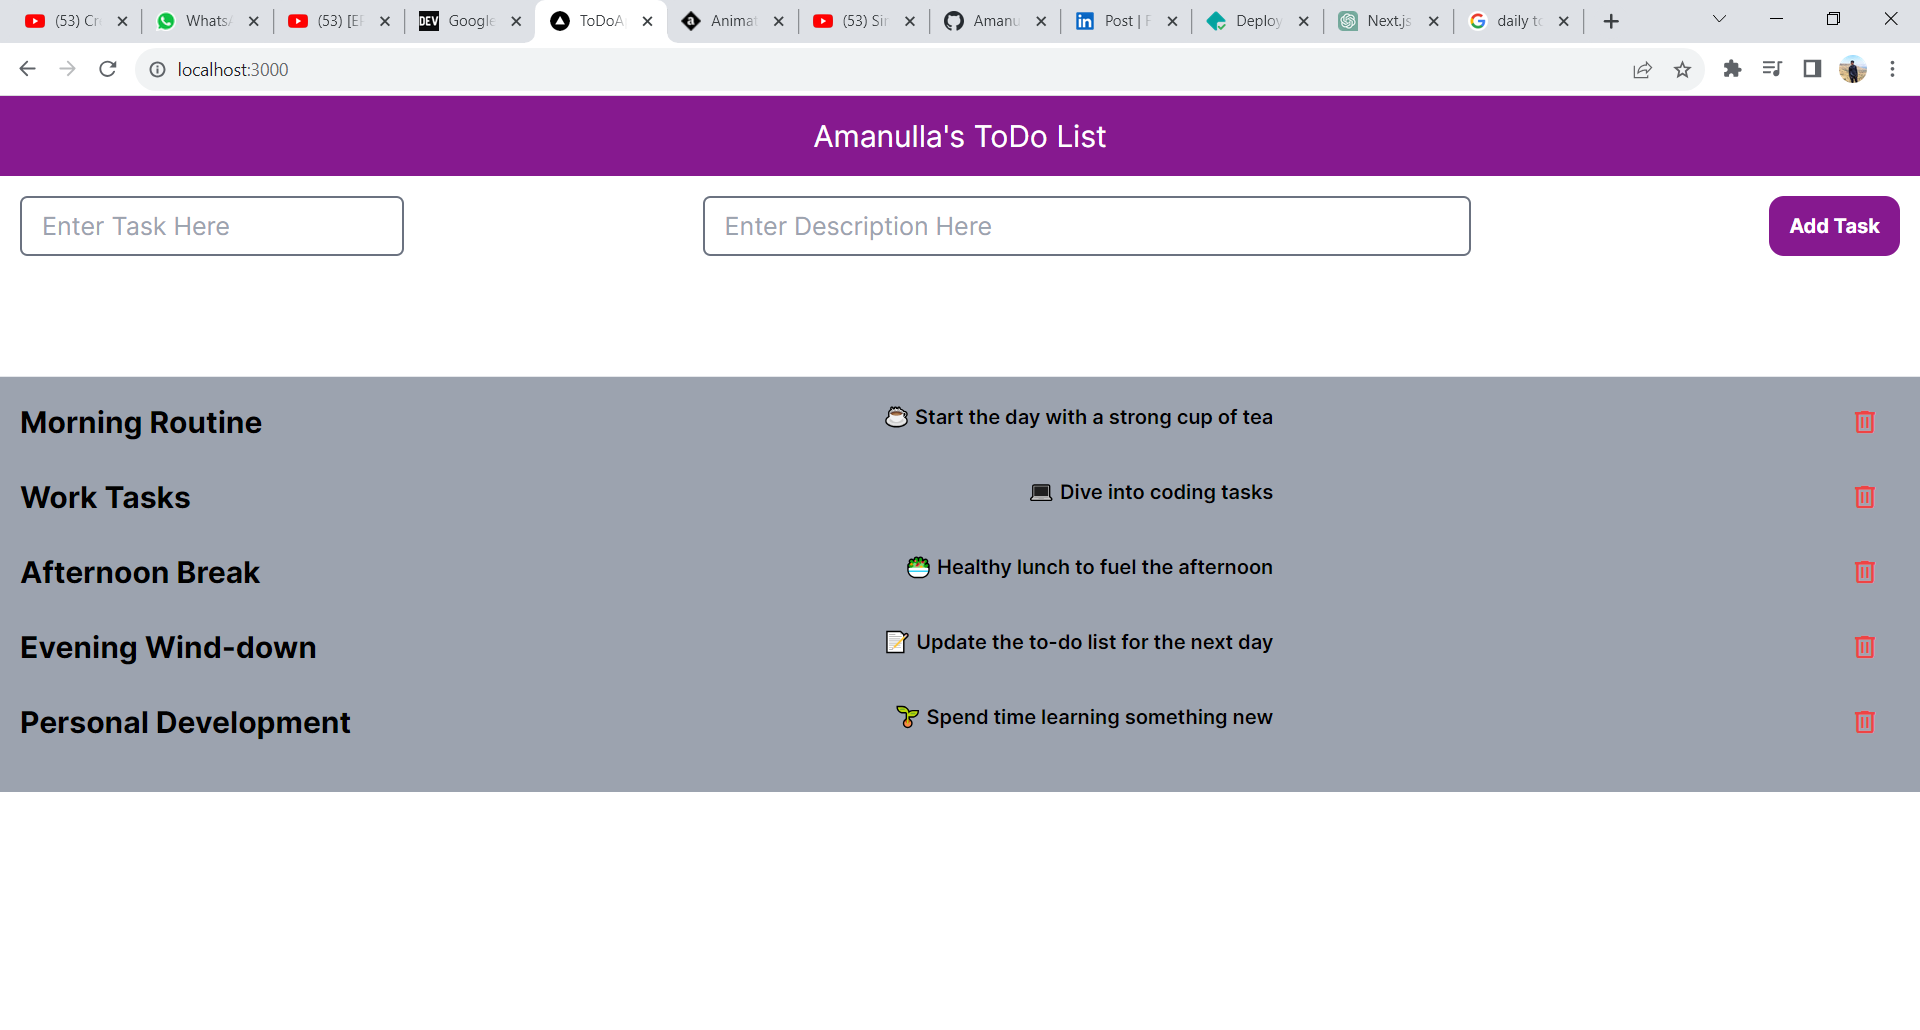 (53) Cr WhatsA (53) [EP DEV Google ToDoA Animat (53) Sir Amanu Post | F Deploy Next.js daily to
localhost:3000
Amanulla's ToDo List
Enter Task Here Enter Description Here Add Task
Morning Routine ☕ Start the day with a strong cup of tea
Work Tasks 💻 Dive into coding tasks
Afternoon Break 🥗 Healthy lunch to fuel the afternoon
Evening Wind-down 📝 Update the to-do list for the next day
Personal Development 🌱 Spend time learning something new